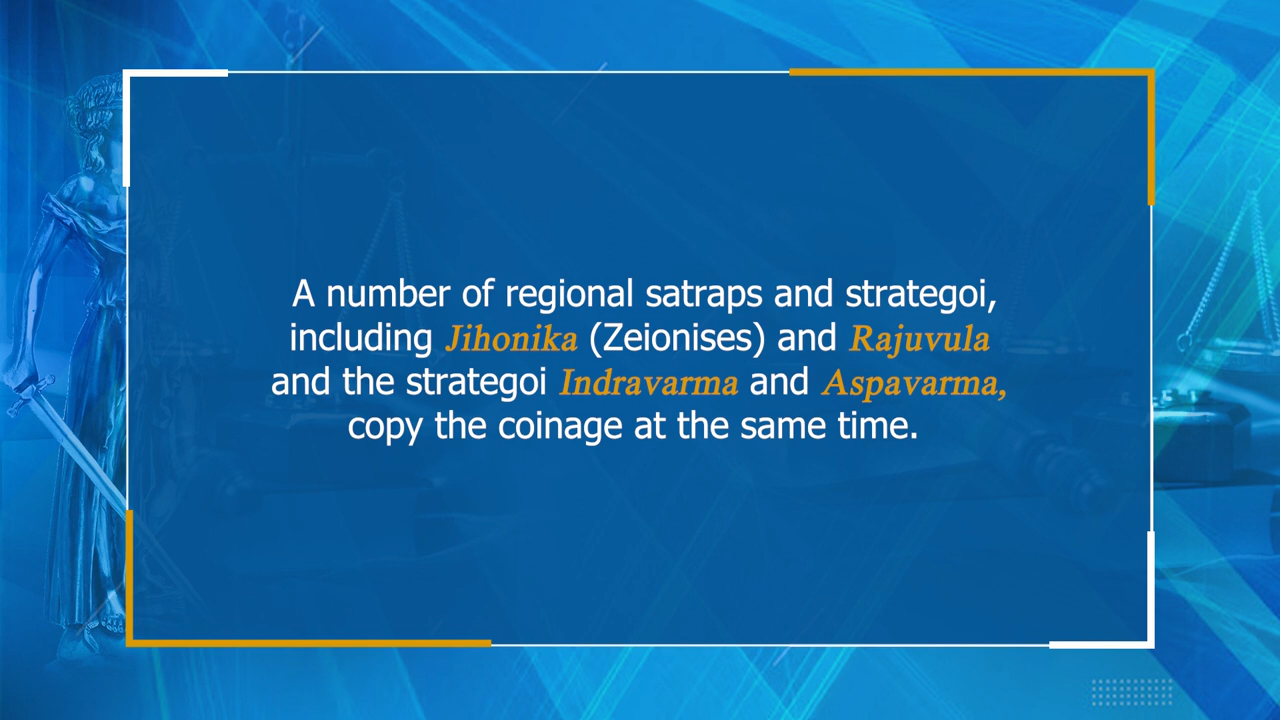 A number of regional satraps and strategoi,
including Jihonika (Zeionises) and Rajuvula
and the strategoi Indravarma and Aspavarma,
copy the coinage at the same time.